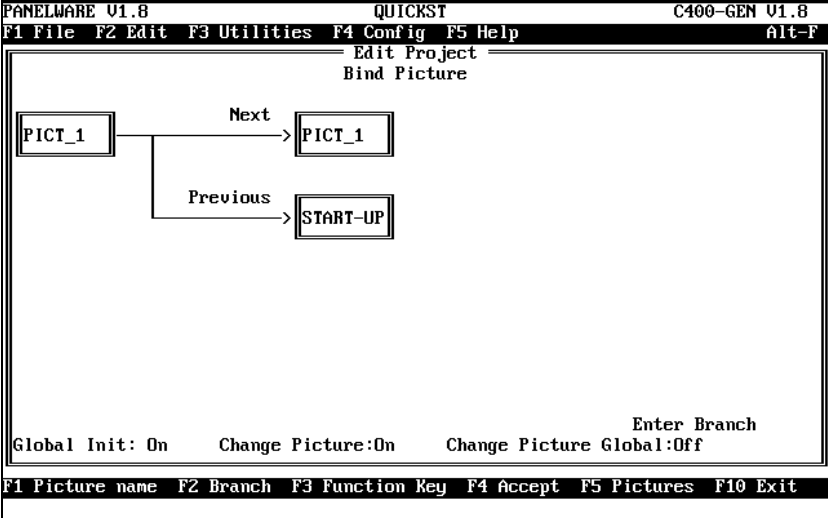 PANELWARE V1.8 QUICKST C400-GEN V1.8
F1 File F2 Edit F3 Utilities F4 Config F5 Help Alt-F
Edit Project
Bind Picture
Next
PICT_1 PICT_1
Previous
START-UP
Enter Branch
Global Init: On Change Picture:On Change Picture Global:Off
F1 Picture name F2 Branch F3 Function Key F4 Accept F5 Pictures F10 Exit